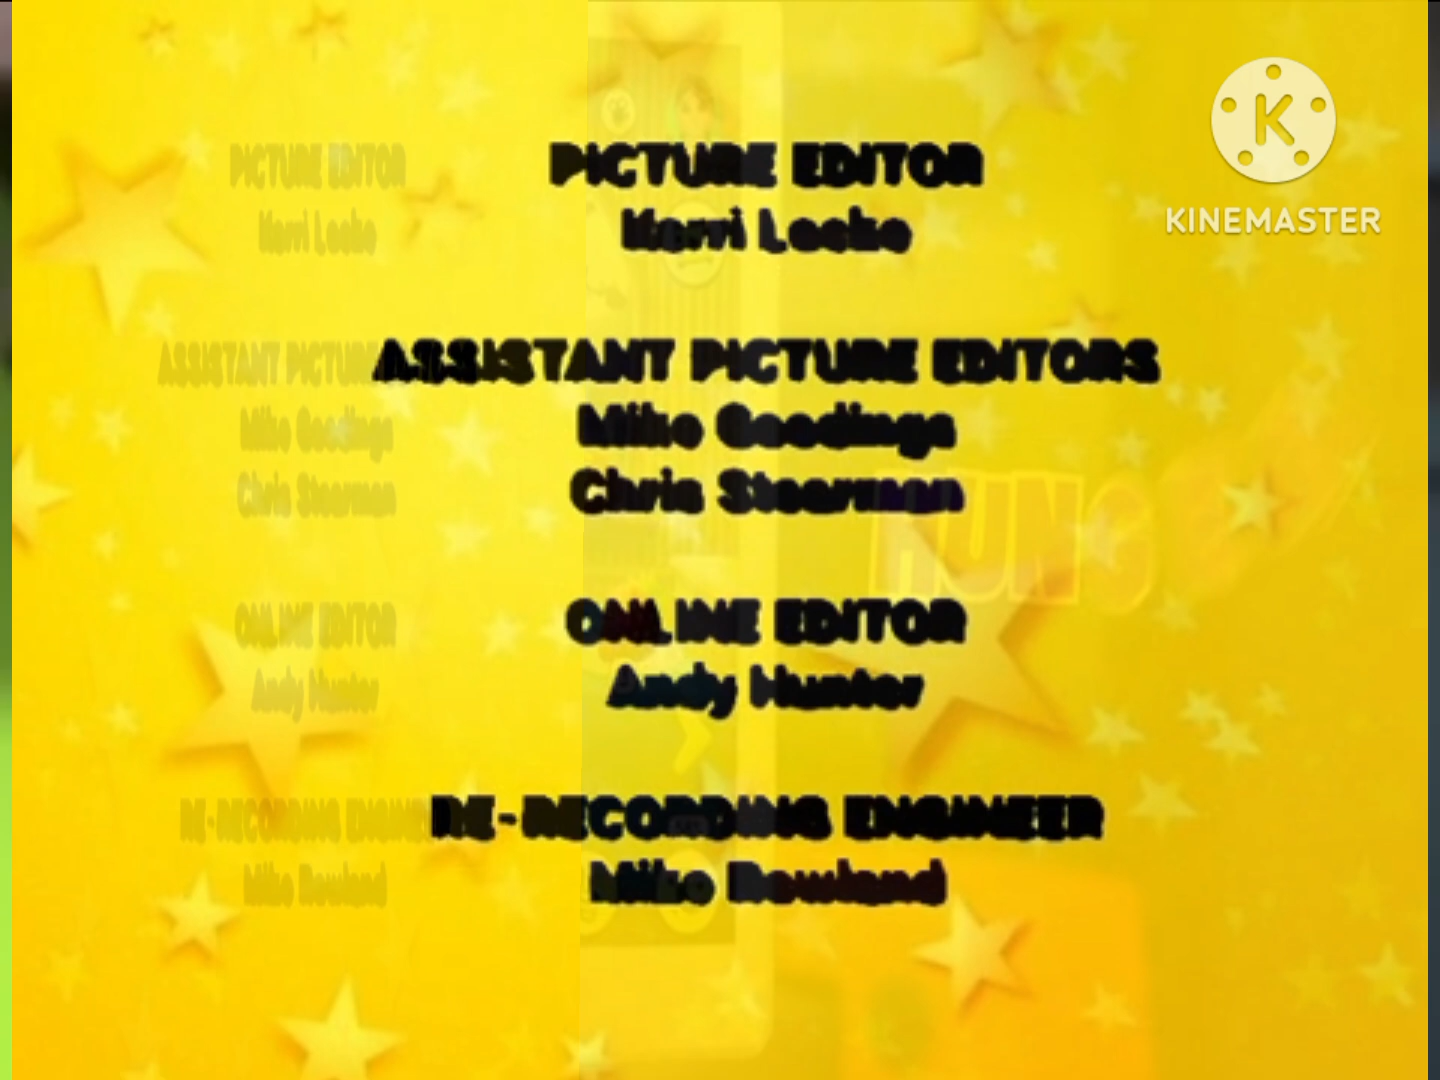 PICTURE EDITOR
Kerri Locke
ASSISTANT PICTURE EDITORS
Mike Goodings
Chris Stearman
ONLINE EDITOR
Andy Hunter
RE-RECORDING ENGINEER
Mike Rowland
KINEMASTER